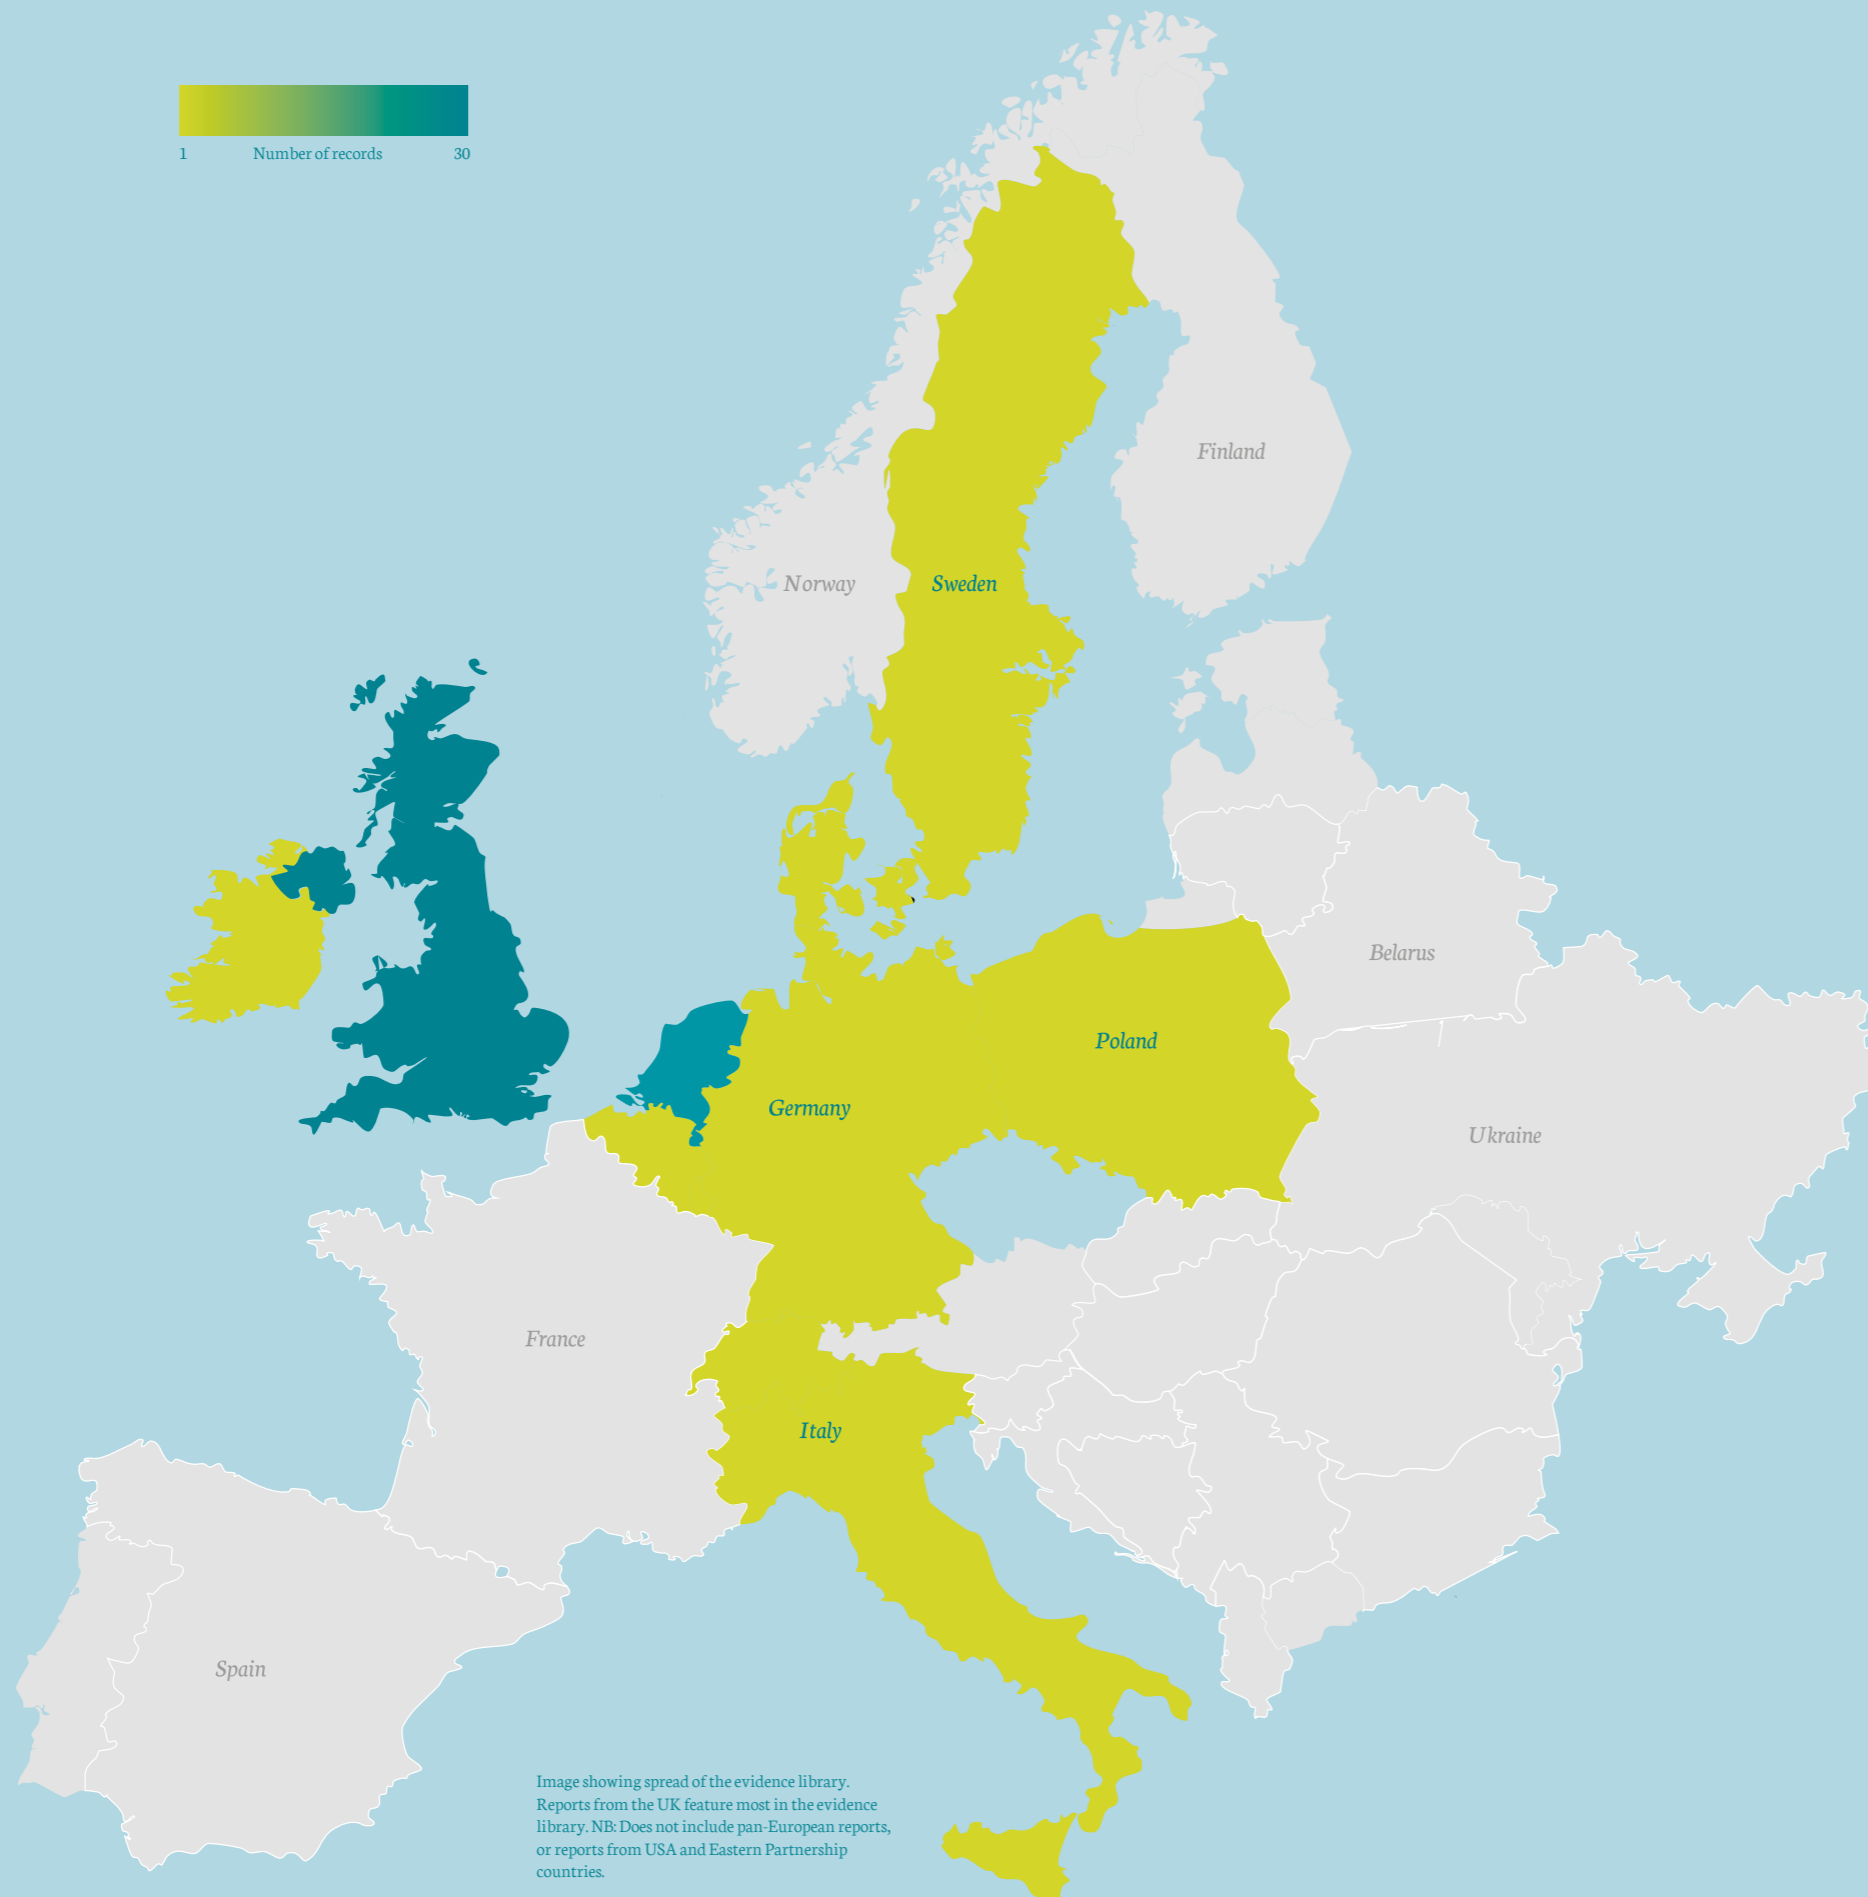 1 Number of records 30
Finland
Norway
Sweden
Belarus
Poland
Germany
Ukraine
France
Italy
Spain
Image showing spread of the evidence library.
Reports from the UK feature most in the evidence
library. NB: Does not include pan-European reports,
or reports from USA and Eastern Partnership
countries.